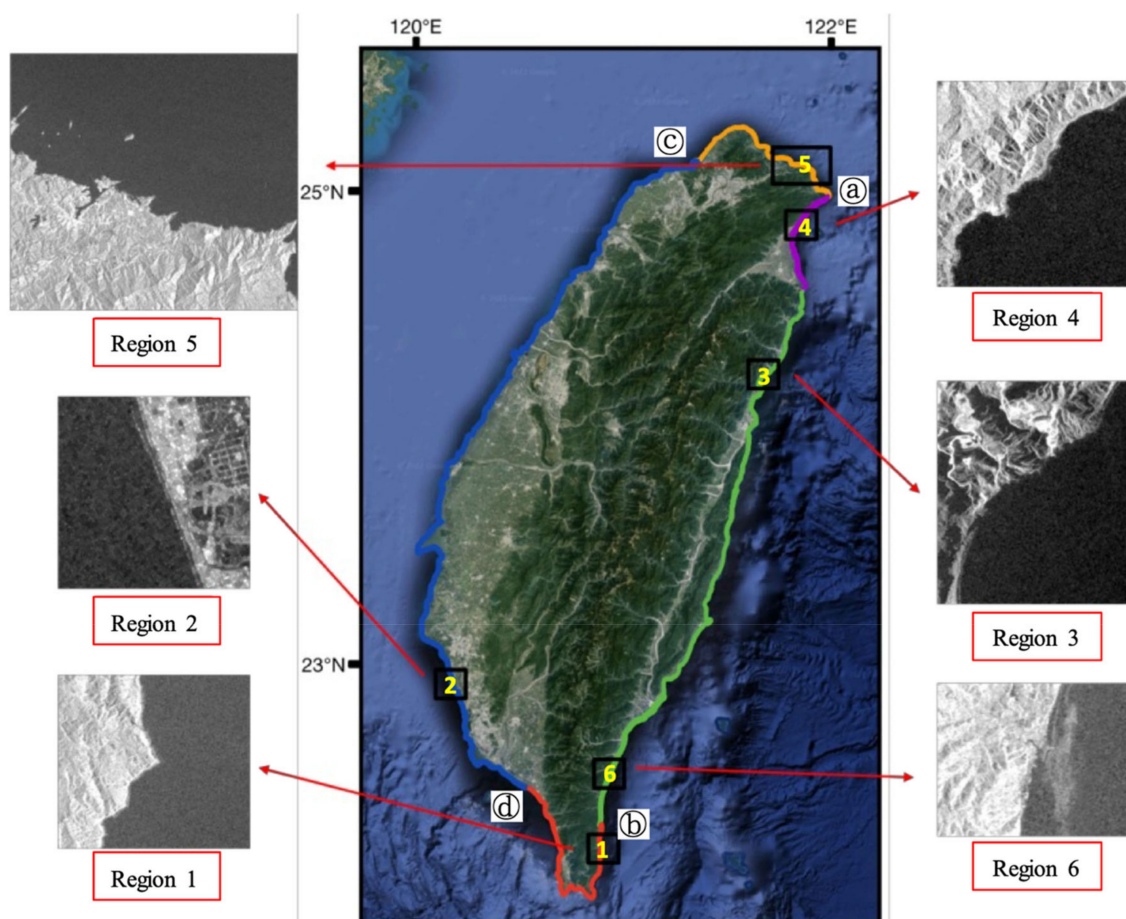 120°E
122°E
ⓒ
5
25°N
ⓐ
4
Region 5
Region 4
3
Region 2
Region 3
23°N
2
6
ⓓ
ⓑ
1
Region 1
Region 6